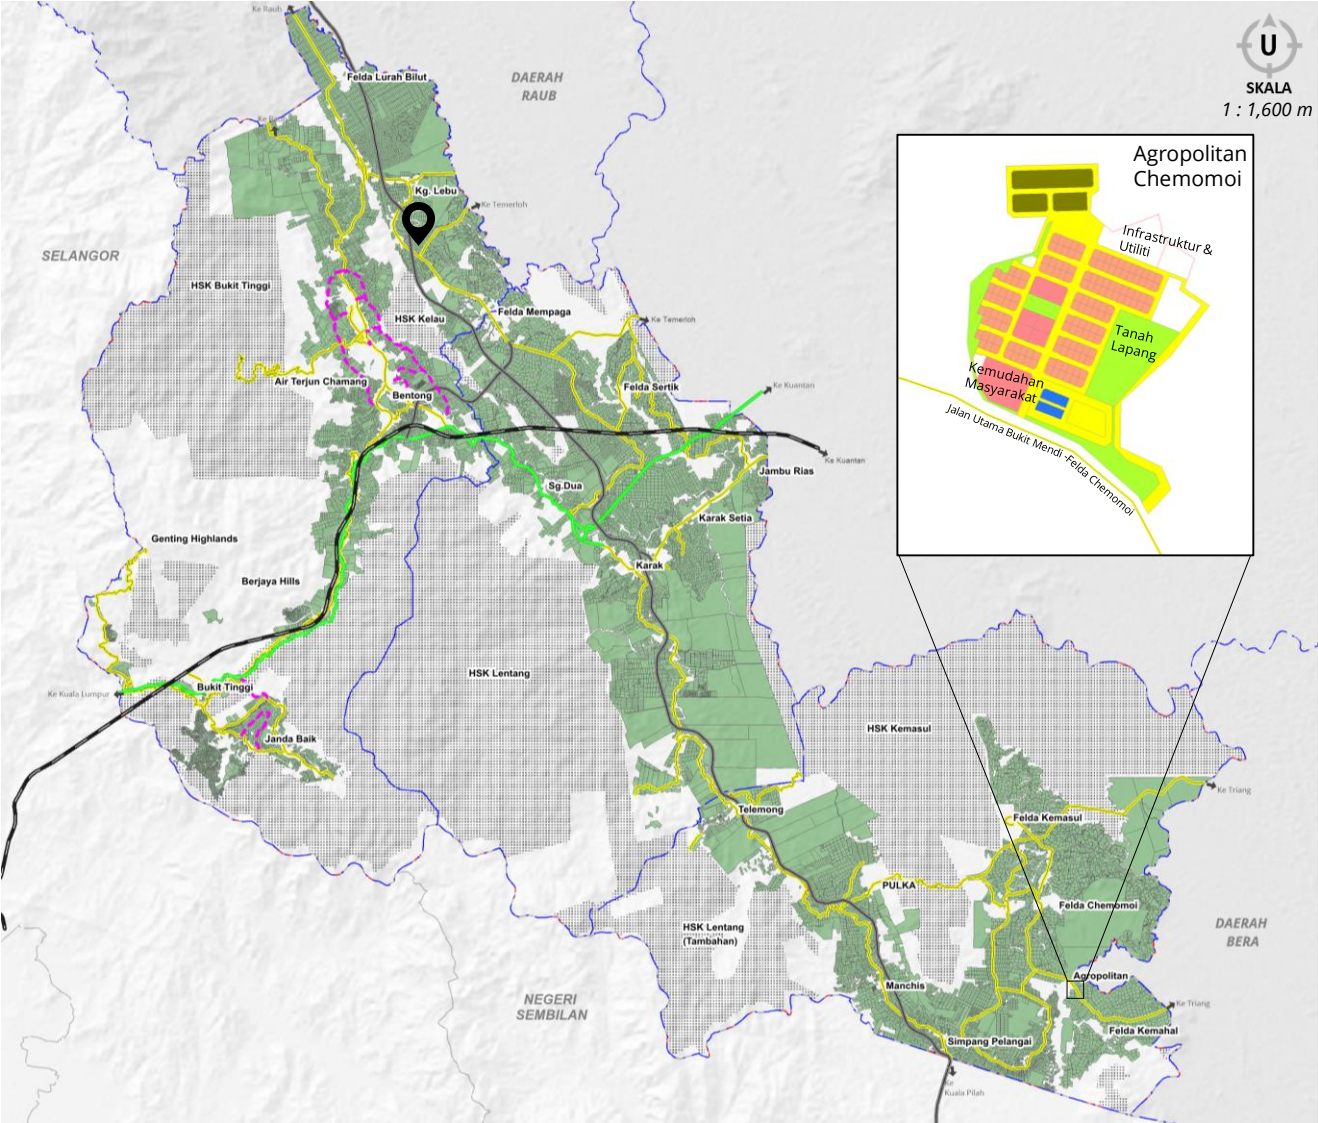 Ke Raub
Felda Lurah Bilut
DAERAH
RAUB
U
SKALA
1 : 1,600 m
Kg. Lebu
Ke Temerloh
SELANGOR
HSK Bukit Tinggi
HSK Kelau
Felda Mempaga
Ke Temerloh
Air Terjun Chamang
Bentong
Felda Sertik
Ke Kuantan
Ke Kuantan
Jambu Rias
Sg.Dua
Karak Setia
Karak
Genting Highlands
Berjaya Hills
HSK Lentang
Ke Kuala Lumpur
Bukit Tinggi
Janda Baik
Telemong
HSK Kemasul
Felda Kemasul
Ke Triang
PULKA
Felda Chemomoi
HSK Lentang
(Tambahan)
DAERAH
BERA
Agropolitan
Manchis
NEGERI
SEMBILAN
Ke Triang
Felda Kemahal
Simpang Pelangai
Ke
Kuala Pilah
Agropolitan
Chemomoi
Infrastruktur &
Utiliti
Tanah
Lapang
Kemudahan
Masyarakat
Jalan Utama Bukit Mendi -Felda Chemomoi